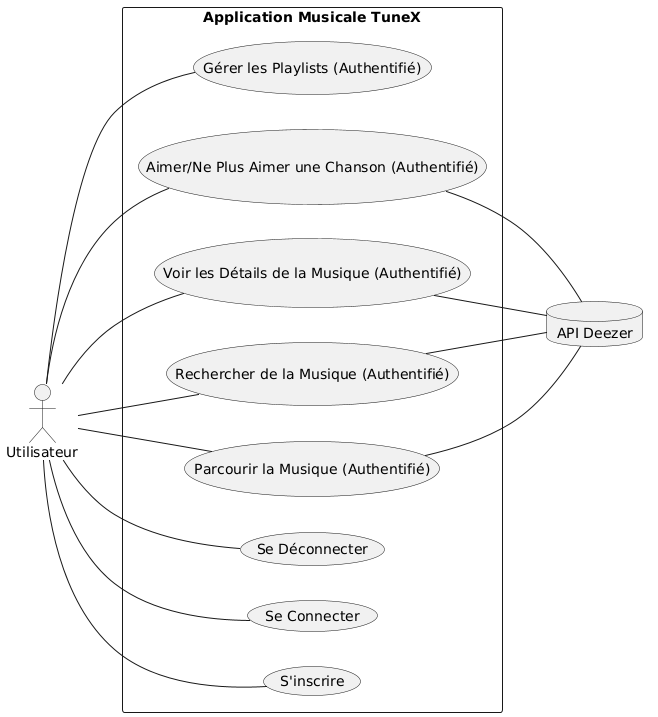 Application Musicale TuneX
Gérer les Playlists (Authentifié)
Aimer/Ne Plus Aimer une Chanson (Authentifié)
Voir les Détails de la Musique (Authentifié)
API Deezer
Rechercher de la Musique (Authentifié)
Utilisateur
Parcourir la Musique (Authentifié)
Se Déconnecter
Se Connecter
S'inscrire